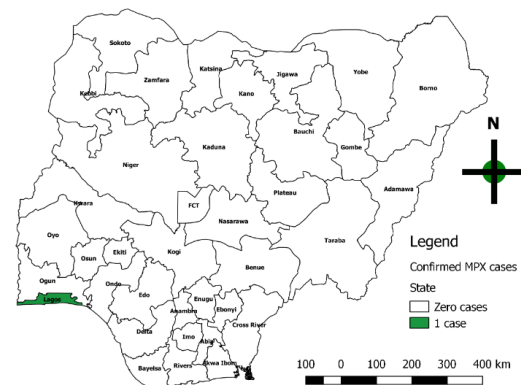 Sokoto
Katsina
Jigawa
Yobe
Borno
Zamfara
Kebbi
Kano
Bauchi
Gombe
Kaduna
Niger
Adamawa
Plateau
FCT
Nasarawa
Kwara
Taraba
Oyo
Kogi
Benue
Osun
Ekiti
Ogun
Ondo
Edo
Lagos
Enugu
Ebonyi
Anambra
Cross River
Delta
Imo
Abia
Bayelsa
Rivers
Akwa Ibom
N
Legend
Confirmed MPX cases
State
Zero cases
1 case
100 0 100 200 300 400 km